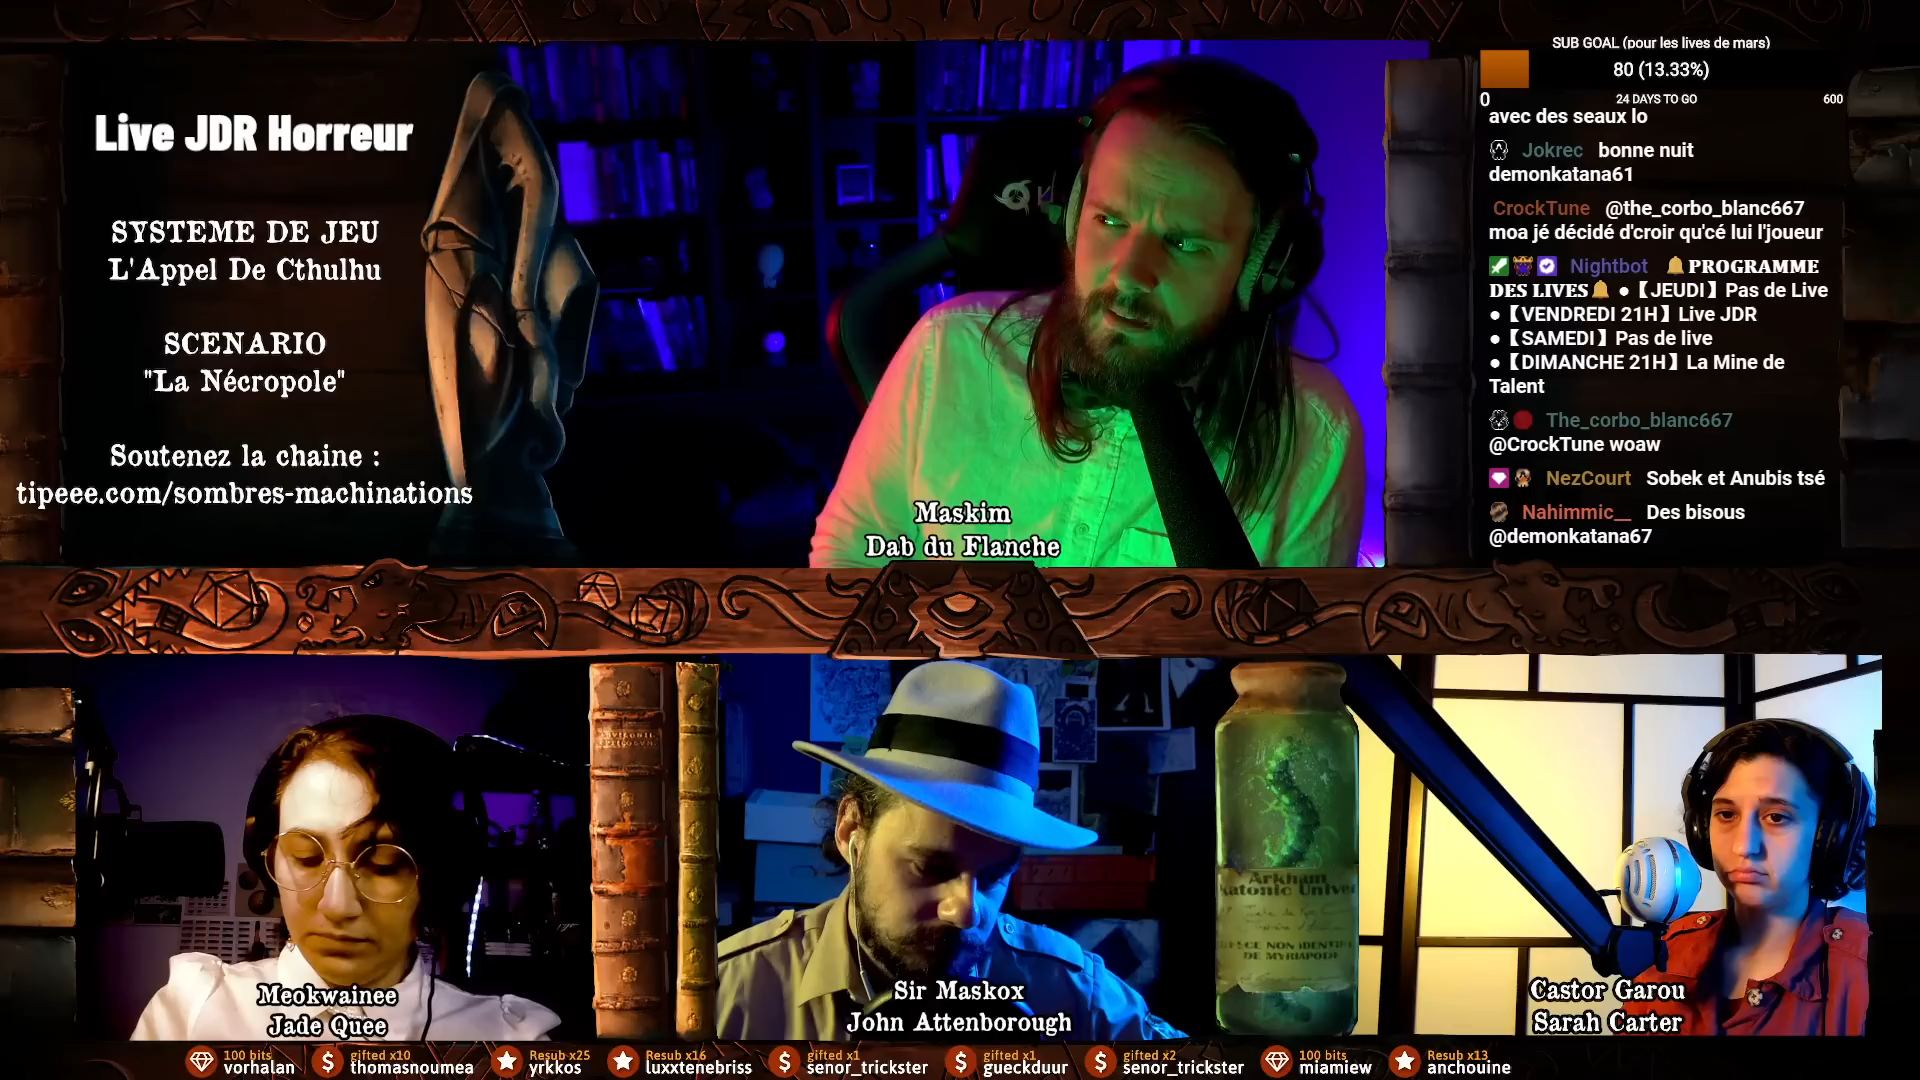 Live JDR Horreur
SYSTEME DE JEU
L'Appel De Cthulhu
SCENARIO
"La Nécropole"
Soutenez la chaine :
tipeee.com/sombres-machinations
Maskim
Dab du Flanche
SUB GOAL (pour les lives de mars)
80 (13.33%)
0
24 DAYS TO GO
600
avec des seaux lo
Jokrec bonne nuit
demonkatana61
CrockTune @the_corbo_blanc667
moa jé décidé d'croir qu'cé lui l'joueur
Nightbot 🔔 PROGRAMME
DES LIVES 🔔 ●【JEUDI】Pas de Live
●【VENDREDI 21H】Live JDR
●【SAMEDI】Pas de live
●【DIMANCHE 21H】La Mine de
Talent
The_corbo_blanc667
@CrockTune woaw
NezCourt Sobek et Anubis tsé
Nahimmic__ Des bisous
@demonkatana67
Meokwainee
Jade Quee
Sir Maskox
John Attenborough
Arkham
katonic Univer
DE MYRIAPODE
Castor Garou
Sarah Carter
100 bits
vorhalan
gifted x10
thomasnoumea
Resub x25
yrkkos
Resub x16
luxxtenebriss
gifted x1
senor_trickster
gifted x1
gueckduur
gifted x2
senor_trickster
100 bits
miamiew
Resub x13
anchouine